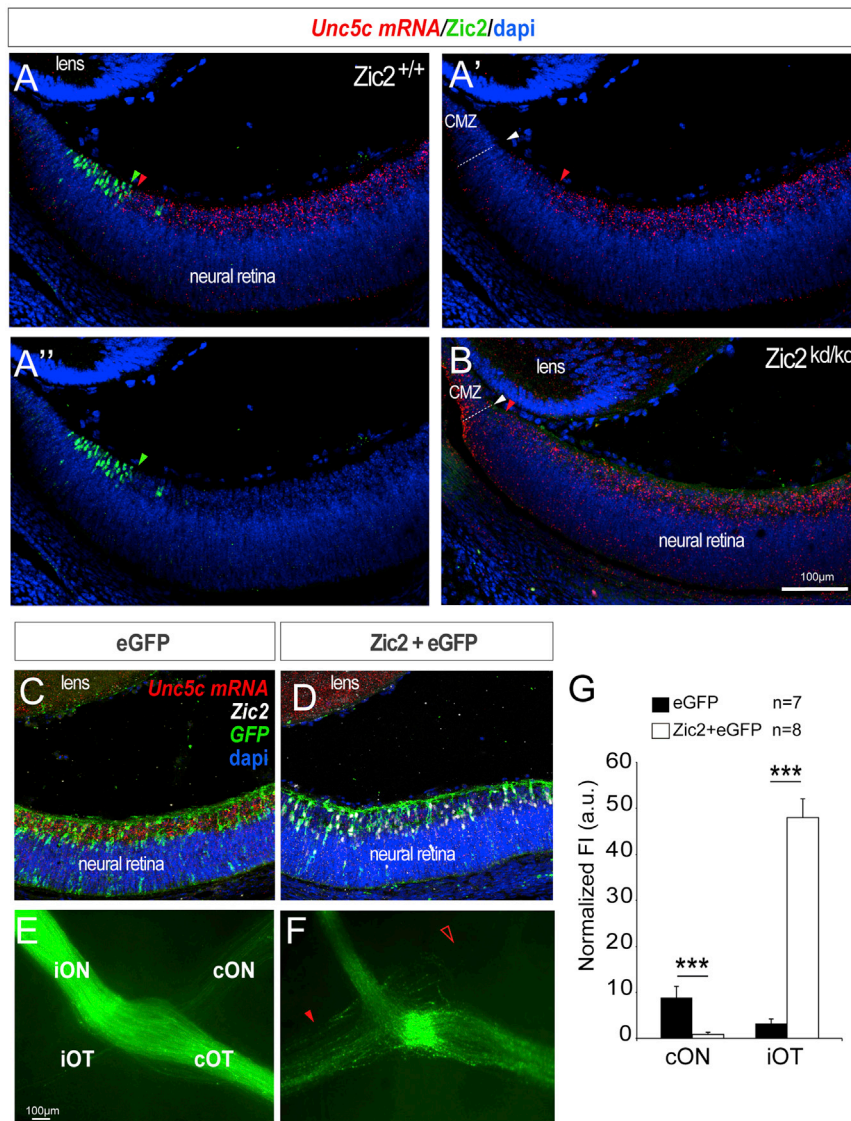 Unc5c mRNA/Zic2/dapi
A
lens
Zic2+/+
neural retina
A'
CMZ
A''
B
lens
Zic2kd/kd
CMZ
neural retina
100µm
eGFP
Zic2 + eGFP
C
lens
Unc5c mRNA
Zic2
GFP
dapi
neural retina
D
neural retina
E
iON
cON
iOT
cOT
100µm
F
G
eGFP n=7
Zic2+eGFP n=8
Normalized FI (a.u.)
60
50
40
30
20
10
0
***
***
cON
iOT